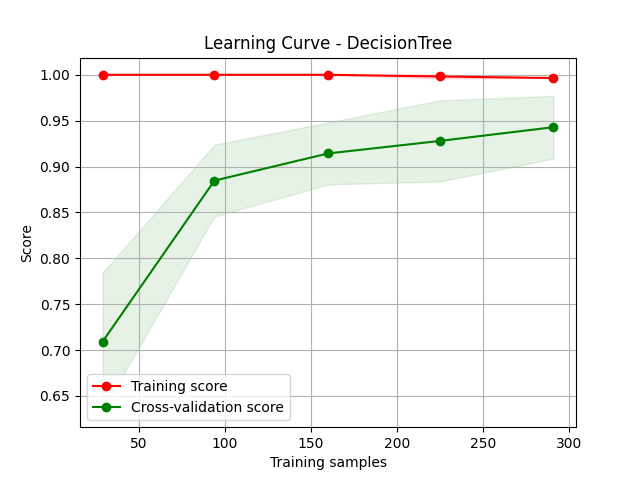 Learning Curve - DecisionTree
Score
1.00
0.95
0.90
0.85
0.80
0.75
0.70
0.65
Training score
Cross-validation score
50 100 150 200 250 300
Training samples